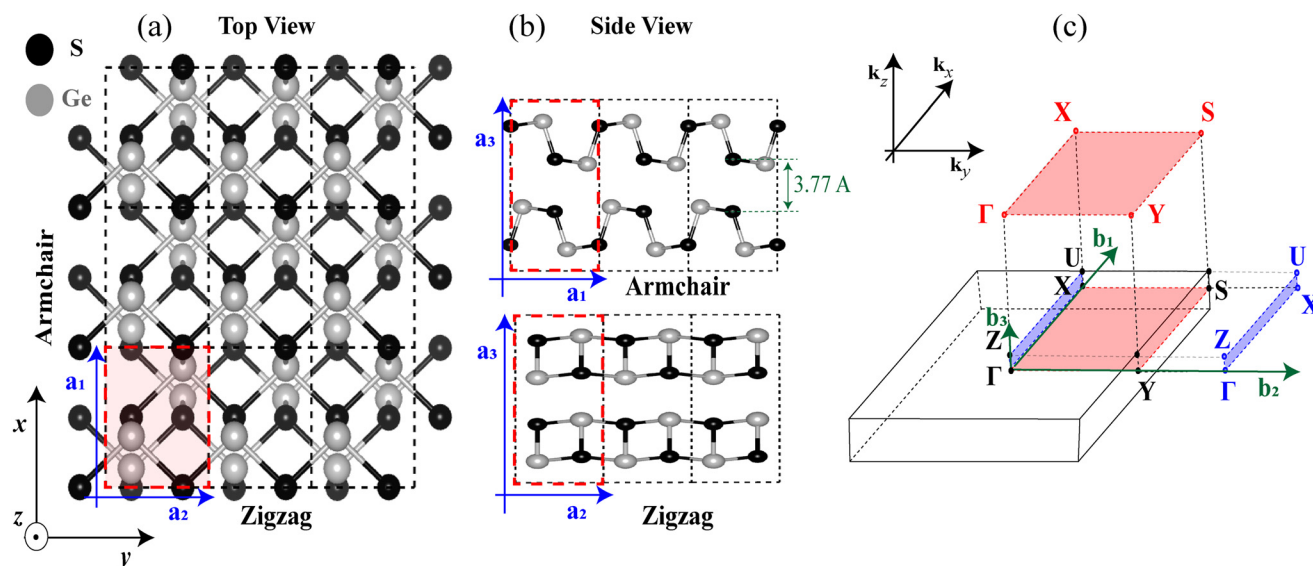 (a) Top View
S
Ge
Armchair
a1
a2
Zigzag
x
z
y
(b) Side View
a3
3.77 A
a1
Armchair
a3
a2
Zigzag
(c)
kz
kx
ky
X
S
Γ
Y
b1
U
X
S
b3
Z
Γ
Y
b2
U
X
Z
Γ